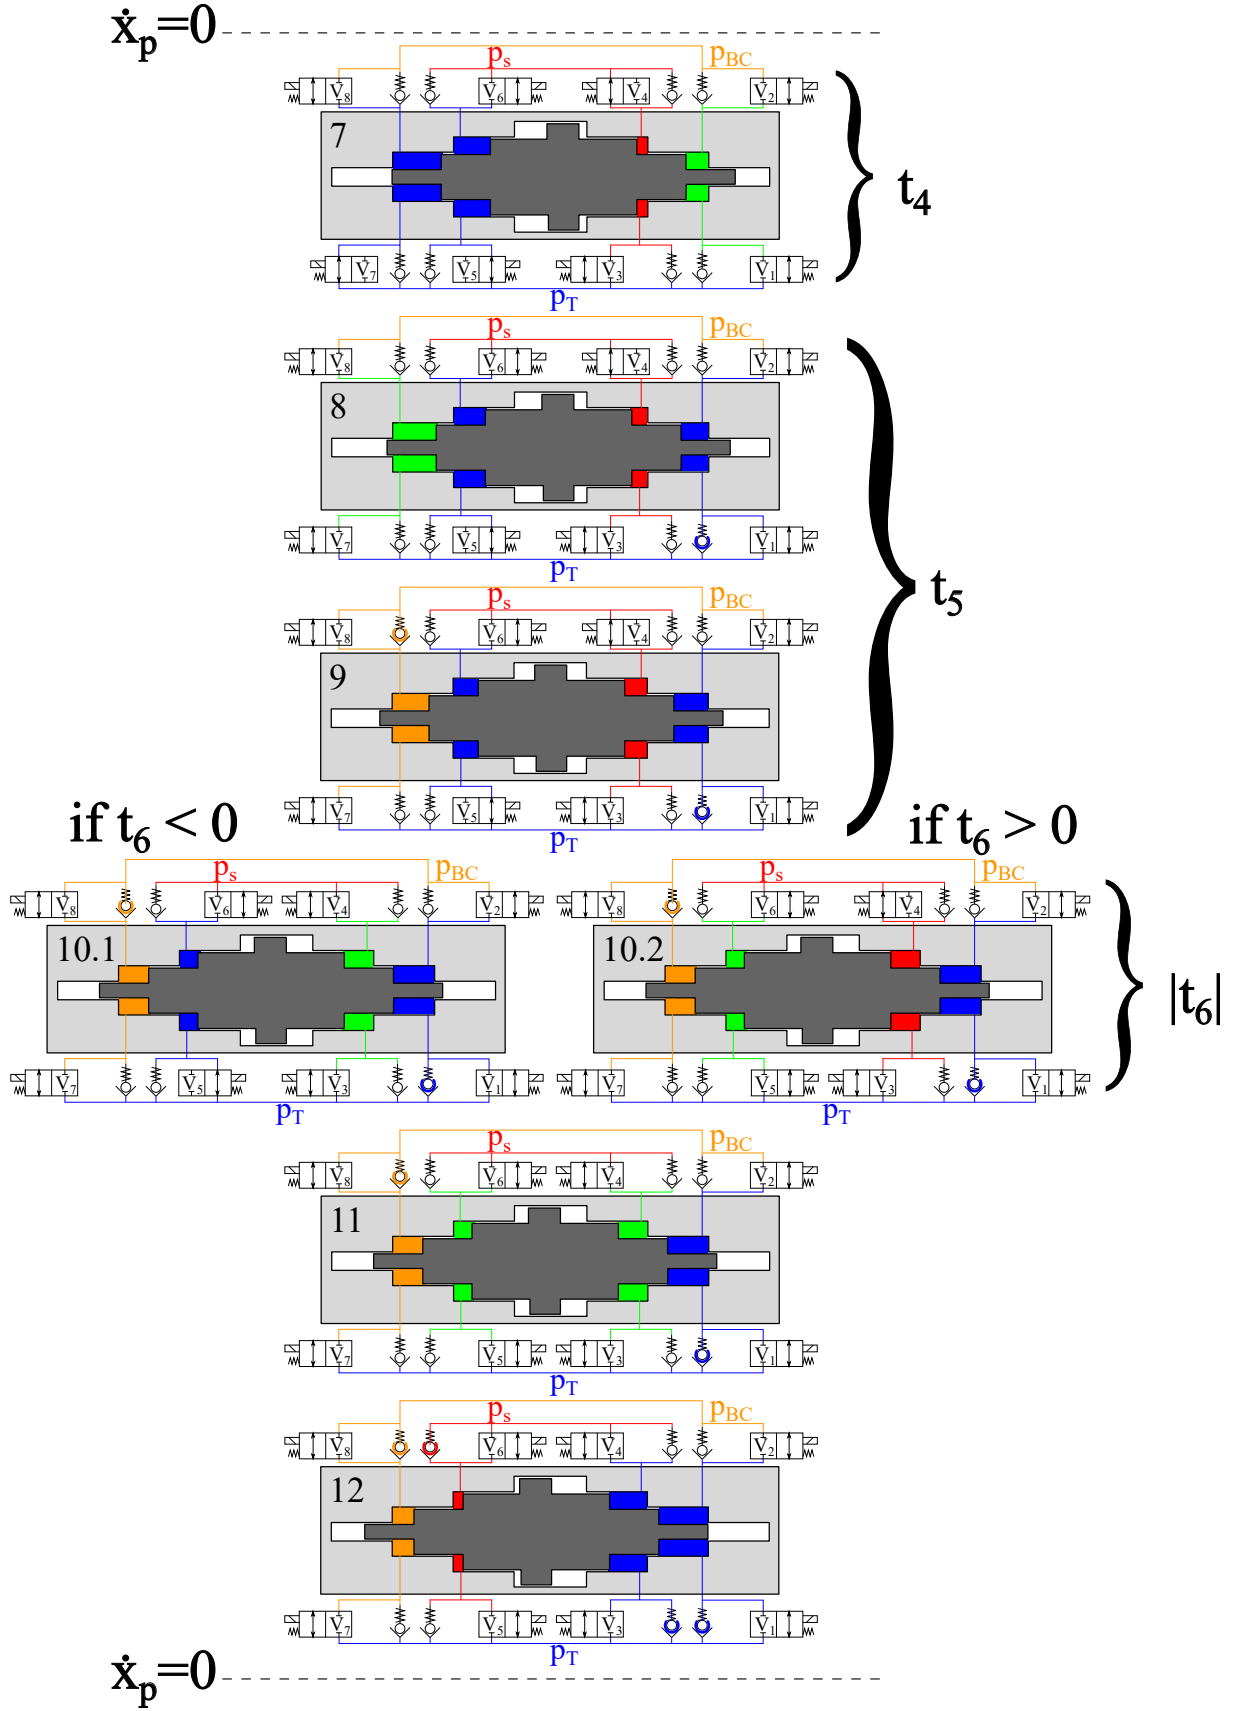 ẋp=0
ps pBC
V8 V6 V4 V2
7
t4
V7 V5 V3 V1
pT
ps pBC
V8 V6 V4 V2
8
V7 V5 V3 V1
pT
t5
ps pBC
V8 V6 V4 V2
9
V7 V5 V3 V1
pT
if t6 < 0 if t6 > 0
ps pBC ps pBC
V8 V6 V4 V2 V8 V6 V4 V2
10.1 10.2
|t6|
V7 V5 V3 V1 V7 V5 V3 V1
pT pT
ps pBC
V8 V6 V4 V2
11
V7 V5 V3 V1
pT
ps pBC
V8 V6 V4 V2
12
V7 V5 V3 V1
pT
ẋp=0